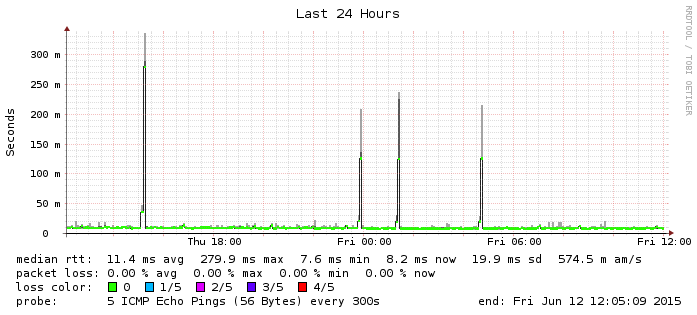 Last 24 Hours
RRDTOOL / TOBI OETIKER
Seconds
300 m
250 m
200 m
150 m
100 m
50 m
0
Thu 18:00 Fri 00:00 Fri 06:00 Fri 12:00
median rtt: 11.4 ms avg 279.9 ms max 7.6 ms min 8.2 ms now 19.9 ms sd 574.5 m am/s
packet loss: 0.00 % avg 0.00 % max 0.00 % min 0.00 % now
loss color: 0 1/5 2/5 3/5 4/5
probe: 5 ICMP Echo Pings (56 Bytes) every 300s end: Fri Jun 12 12:05:09 2015